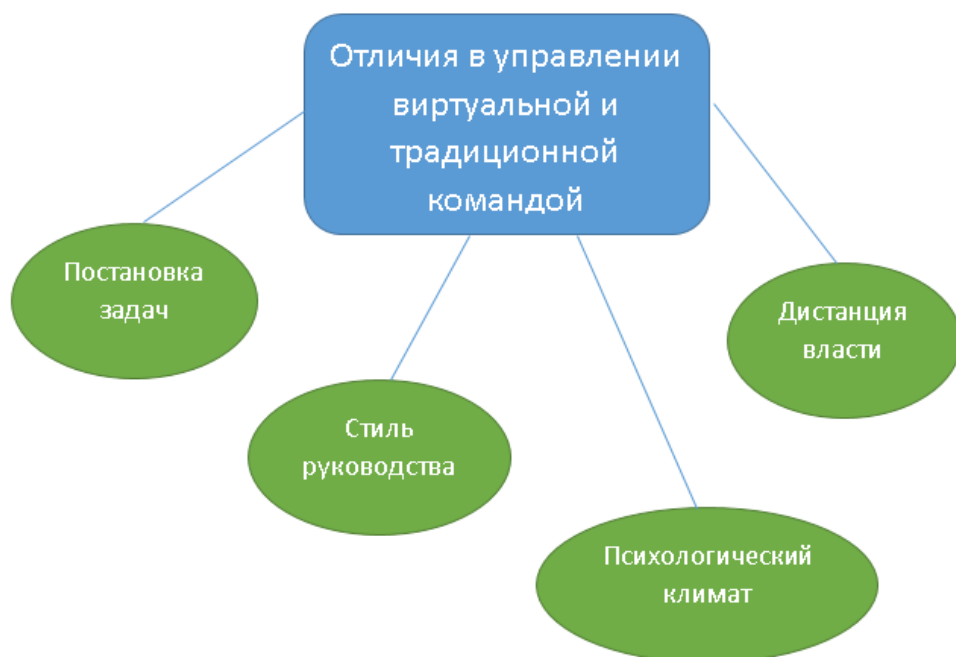 Отличия в управлении
виртуальной и
традиционной
командой
Постановка
задач
Стиль
руководства
Психологический
климат
Дистанция
власти